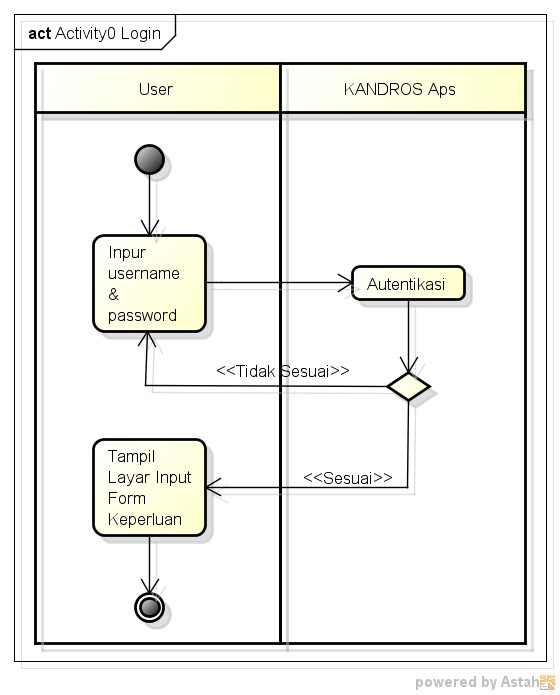 act Activity0 Login
User
KANDROS Aps
Inpur
username
&
password
Autentikasi
<<Tidak Sesuai>>
Tampil
Layar Input
Form
Keperluan
<<Sesuai>>
powered by Astah